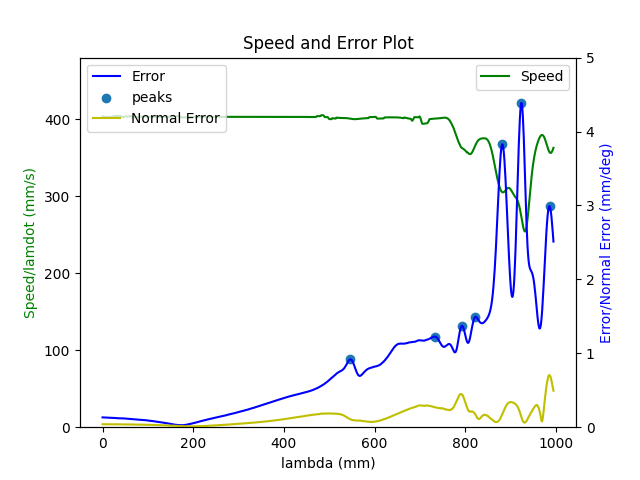 Speed and Error Plot
Error
peaks
Normal Error
Speed
400
300
200
100
0
Speed/lamdot (mm/s)
5
4
3
2
1
0
Error/Normal Error (mm/deg)
0 200 400 600 800 1000
lambda (mm)